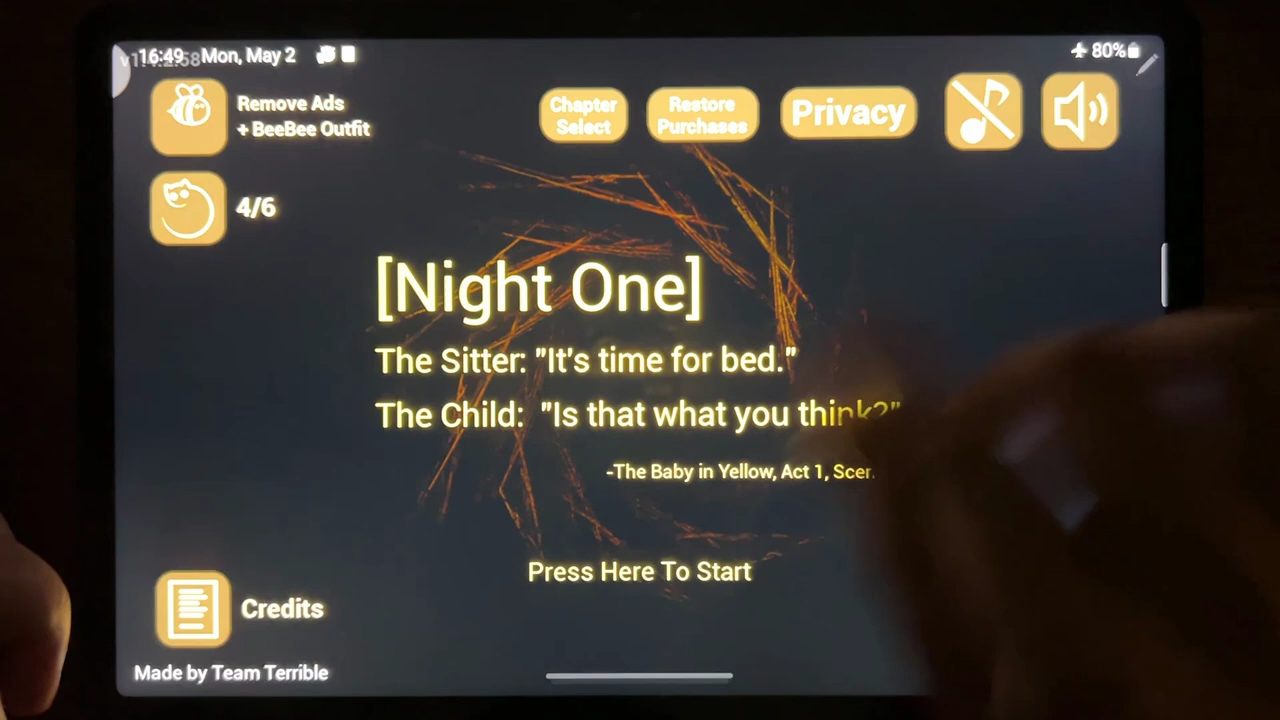 16:49 Mon, May 2
80%
Remove Ads
+ BeeBee Outfit
Chapter
Select
Restore
Purchases
Privacy
4/6
[Night One]
The Sitter: "It's time for bed."
The Child: "Is that what you think?"
-The Baby in Yellow, Act 1,
Press Here To Start
Credits
Made by Team Terrible